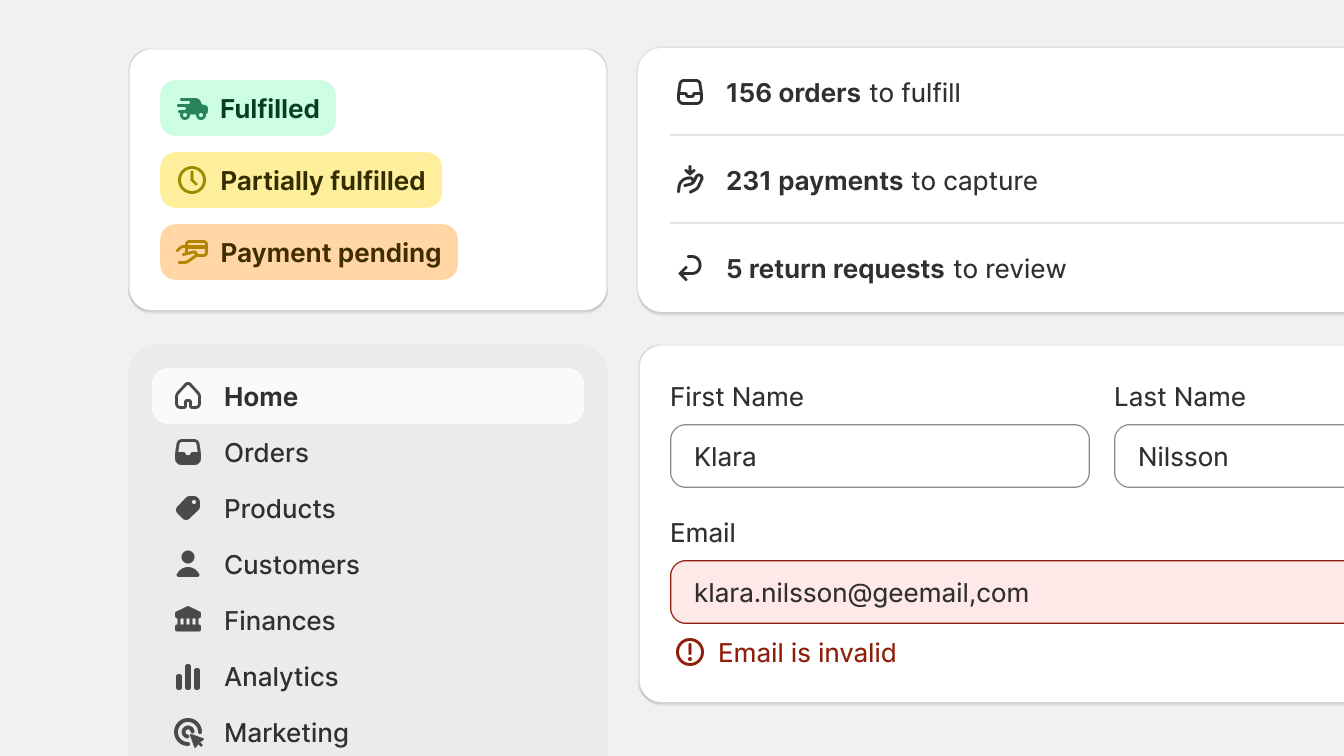 Fulfilled
Partially fulfilled
Payment pending
156 orders to fulfill
231 payments to capture
5 return requests to review
Home
Orders
Products
Customers
Finances
Analytics
Marketing
First Name
Last Name
Klara
Nilsson
Email
klara.nilsson@geemail,com
Email is invalid